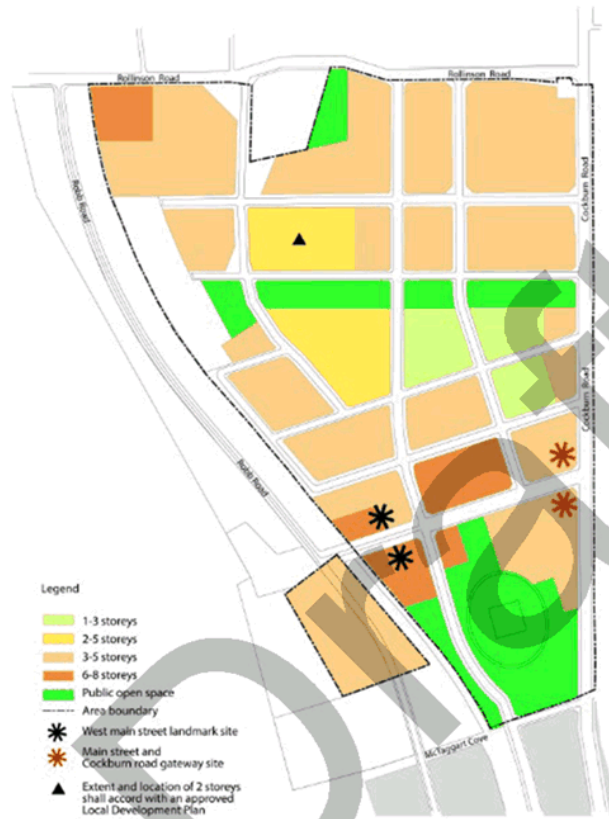 Rollinson Road
Rollinson Road
Robb Road
Cockburn Road
Cockburn Road
Robb Road
McTaggart Cove
Legend
1-3 storeys
2-5 storeys
3-5 storeys
6-8 storeys
Public open space
Area boundary
West main street landmark site
Main street and
Cockburn road gateway site
Extent and location of 2 storeys
shall accord with an approved
Local Development Plan
Draft